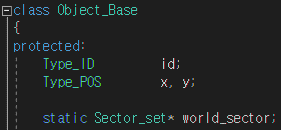 class Object_Base
{
protected:
Type_ID id;
Type_POS x, y;
static Sector_set* world_sector;